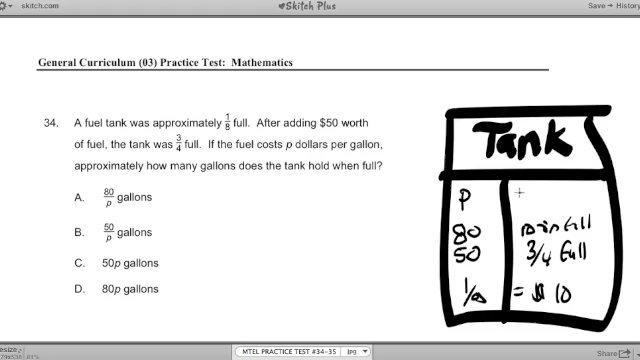 skitch.com
Skitch Plus
Save → History
General Curriculum (03) Practice Test: Mathematics
34. A fuel tank was approximately 1/8 full. After adding $50 worth
of fuel, the tank was 3/4 full. If the fuel costs p dollars per gallon,
approximately how many gallons does the tank hold when full?
A. 80/p gallons
B. 50/p gallons
C. 50p gallons
D. 80p gallons
Tank
P
80
50 3/4 full
= $10
esize
MTEL PRACTICE TEST #34-35 jpg
Share